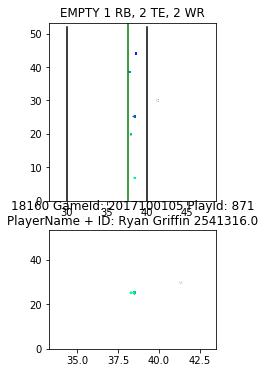 EMPTY 1 RB, 2 TE, 2 WR
50
40
30
20
10
0
30 35 40 45
18160 GameId: 2017100105 PlayId: 871
PlayerName + ID: Ryan Griffin 2541316.0
40
20
0
35.0 37.5 40.0 42.5